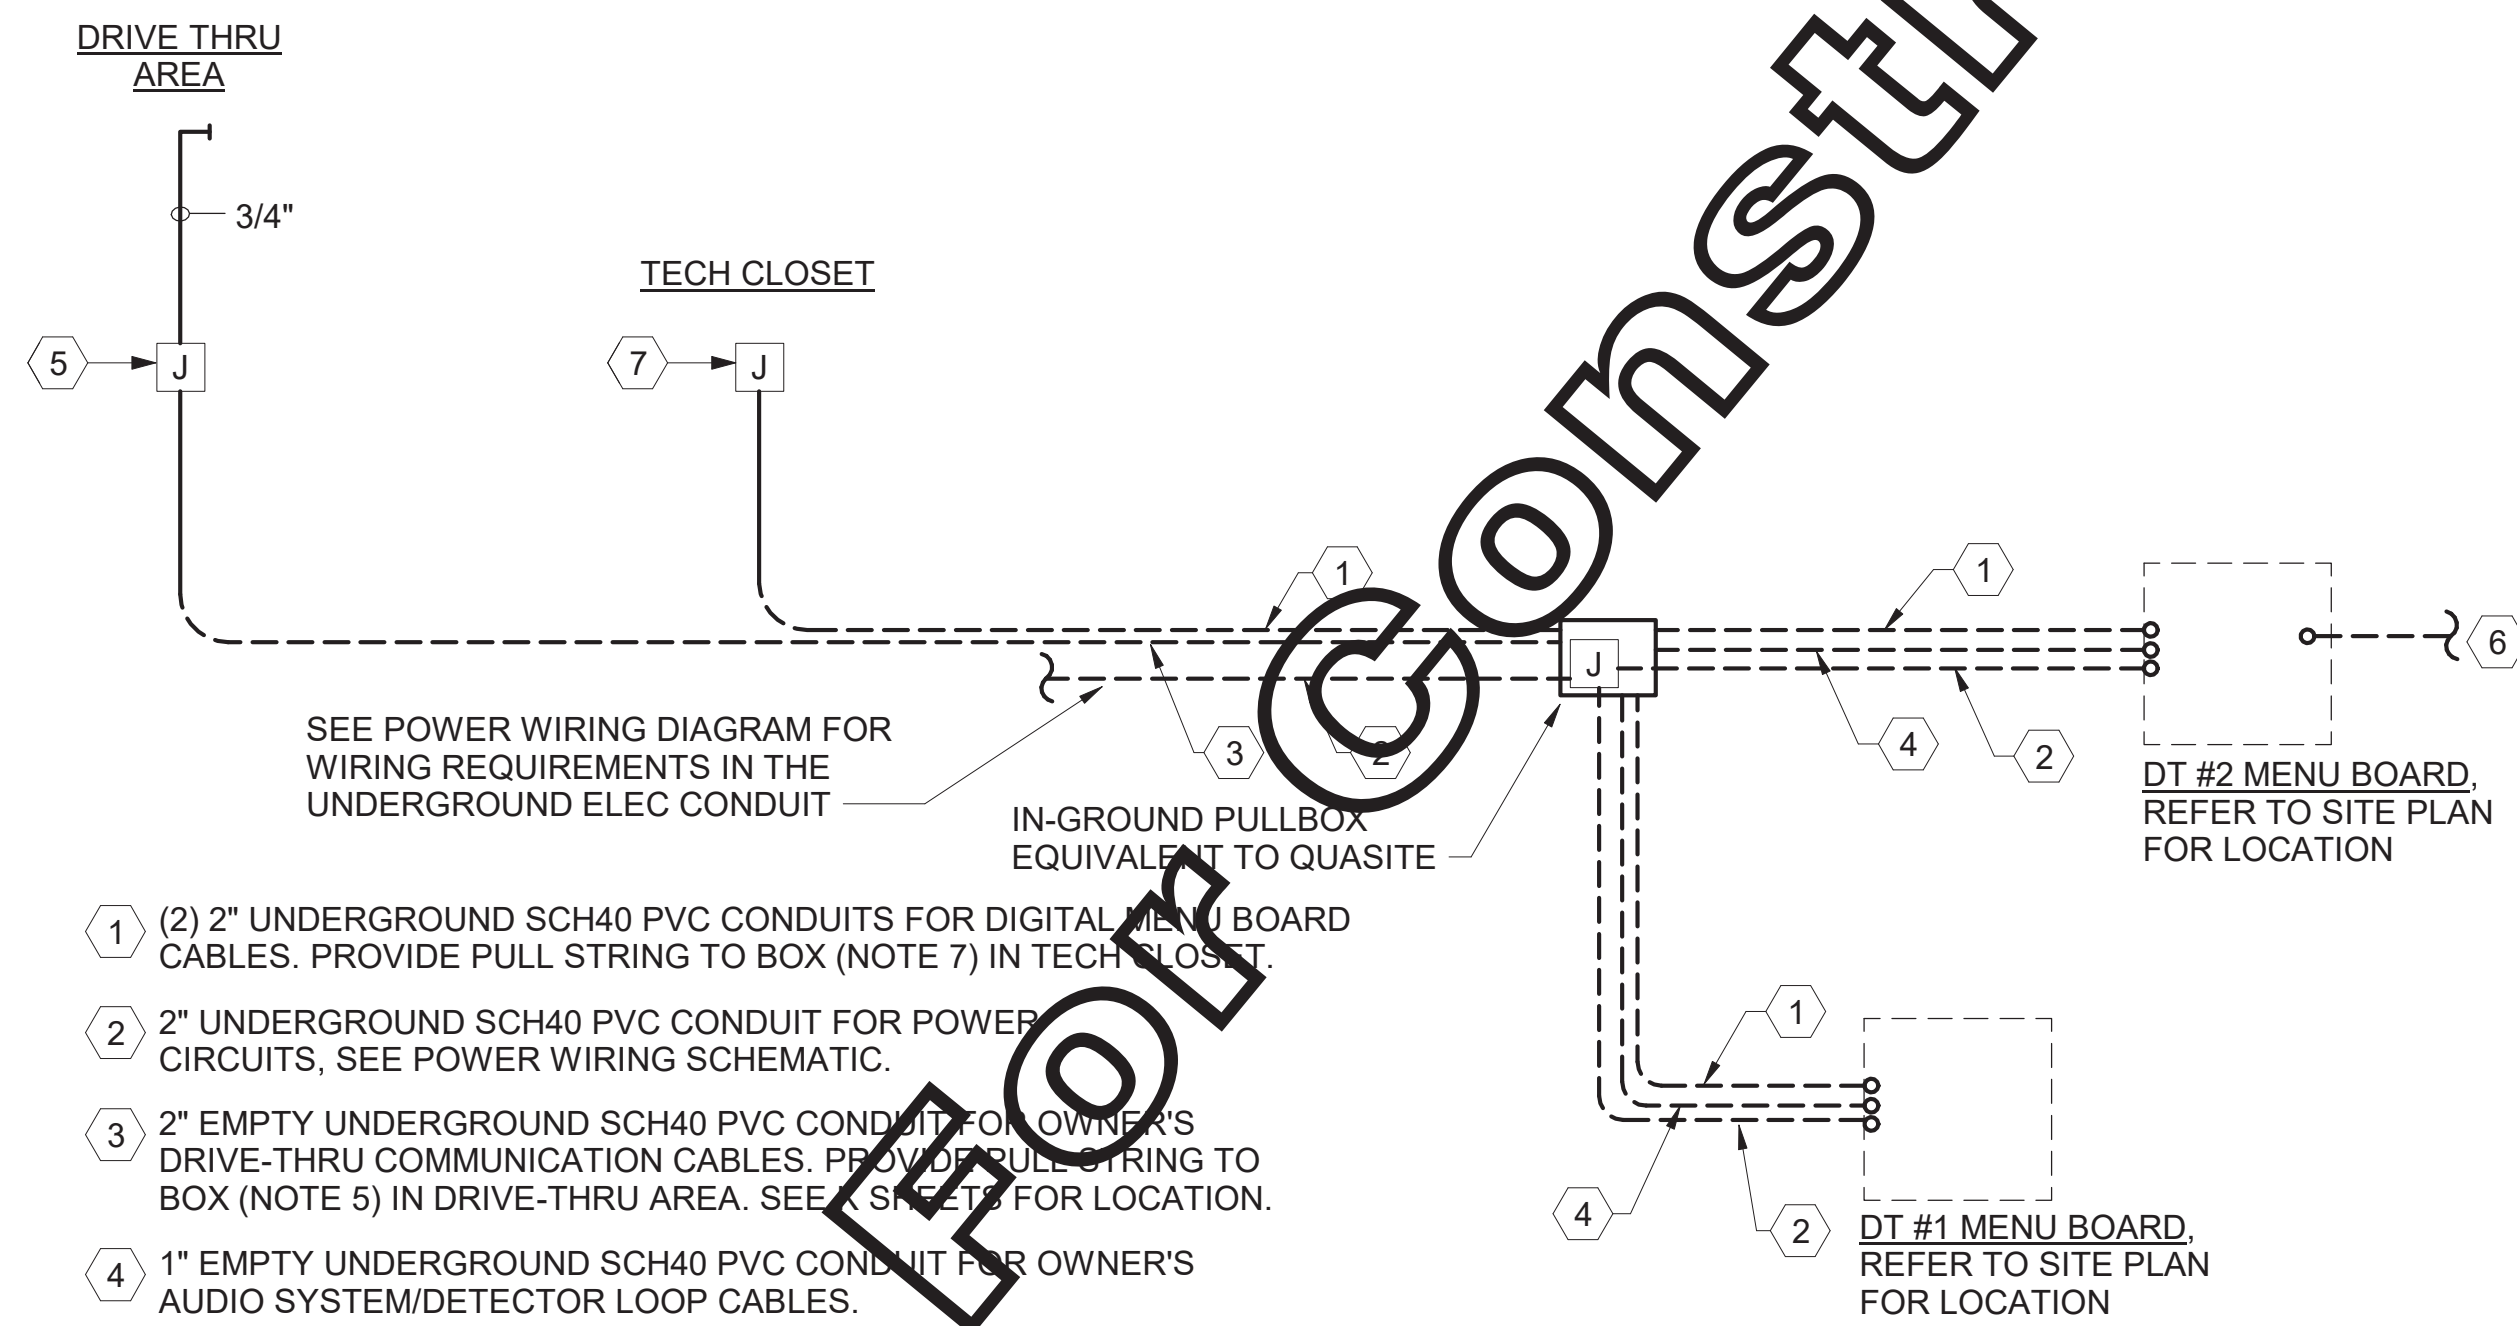 DRIVE THRU
AREA
3/4"
TECH CLOSET
5
J
7
J
1
1
6
J
3
2
4
2
SEE POWER WIRING DIAGRAM FOR
WIRING REQUIREMENTS IN THE
UNDERGROUND ELEC CONDUIT
IN-GROUND PULLBOX
EQUIVALENT TO QUASITE
DT #2 MENU BOARD,
REFER TO SITE PLAN
FOR LOCATION
1 (2) 2" UNDERGROUND SCH40 PVC CONDUITS FOR DIGITAL MENU BOARD
CABLES. PROVIDE PULL STRING TO BOX (NOTE 7) IN TECH CLOSET.
2 2" UNDERGROUND SCH40 PVC CONDUIT FOR POWER
CIRCUITS, SEE POWER WIRING SCHEMATIC.
3 2" EMPTY UNDERGROUND SCH40 PVC CONDUIT FOR OWNER'S
DRIVE-THRU COMMUNICATION CABLES. PROVIDE PULL STRING TO
BOX (NOTE 5) IN DRIVE-THRU AREA. SEE K SHEETS FOR LOCATION.
4 1" EMPTY UNDERGROUND SCH40 PVC CONDUIT FOR OWNER'S
AUDIO SYSTEM/DETECTOR LOOP CABLES.
1
4
2
DT #1 MENU BOARD,
REFER TO SITE PLAN
FOR LOCATION
For Const